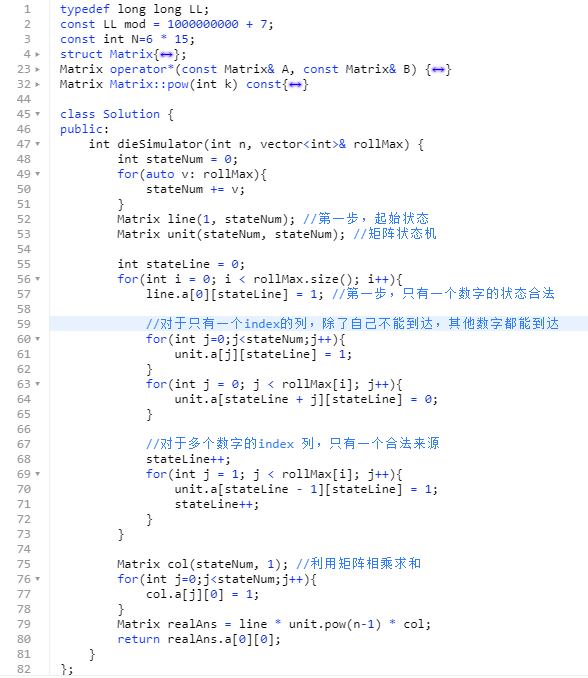 1 typedef long long LL;
2 const LL mod = 1000000000 + 7;
3 const int N=6 * 15;
4 struct Matrix{↔};
23 Matrix operator*(const Matrix& A, const Matrix& B) {↔}
32 Matrix Matrix::pow(int k) const{↔}
44
45 class Solution {
46 public:
47     int dieSimulator(int n, vector<int>& rollMax) {
48         int stateNum = 0;
49         for(auto v: rollMax){
50             stateNum += v;
51         }
52         Matrix line(1, stateNum); //第一步，起始状态
53         Matrix unit(stateNum, stateNum); //矩阵状态机
54
55         int stateLine = 0;
56         for(int i = 0; i < rollMax.size(); i++){
57             line.a[0][stateLine] = 1; //第一步，只有一个数字的状态合法
58
59             //对于只有一个index的列，除了自己不能到达，其他数字都能到达
60             for(int j=0;j<stateNum;j++){
61                 unit.a[j][stateLine] = 1;
62             }
63             for(int j = 0; j < rollMax[i]; j++){
64                 unit.a[stateLine + j][stateLine] = 0;
65             }
66
67             //对于多个数字的index 列，只有一个合法来源
68             stateLine++;
69             for(int j = 1; j < rollMax[i]; j++){
70                 unit.a[stateLine - 1][stateLine] = 1;
71                 stateLine++;
72             }
73         }
74
75         Matrix col(stateNum, 1); //利用矩阵相乘求和
76         for(int j=0;j<stateNum;j++){
77             col.a[j][0] = 1;
78         }
79         Matrix realAns = line * unit.pow(n-1) * col;
80         return realAns.a[0][0];
81     }
82 };